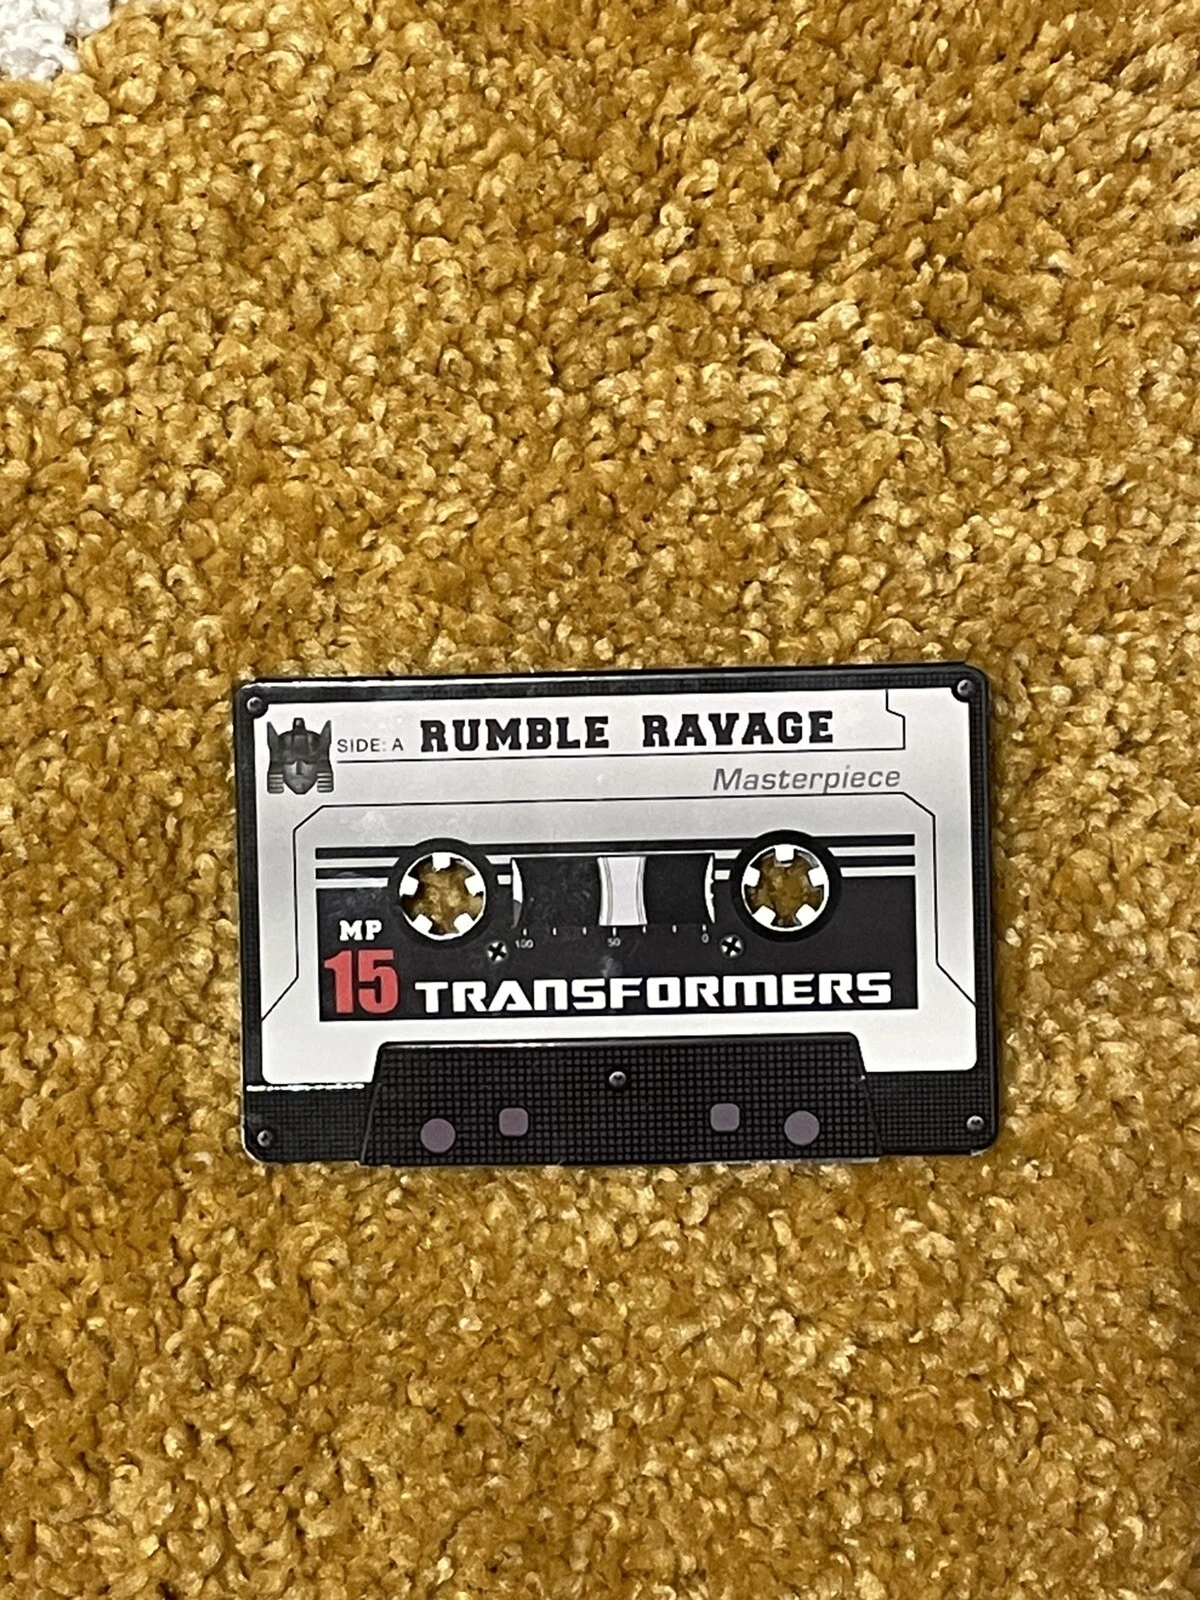 SIDE: A RUMBLE RAVAGE
Masterpiece
100 50 0
MP
15 TRANSFORMERS